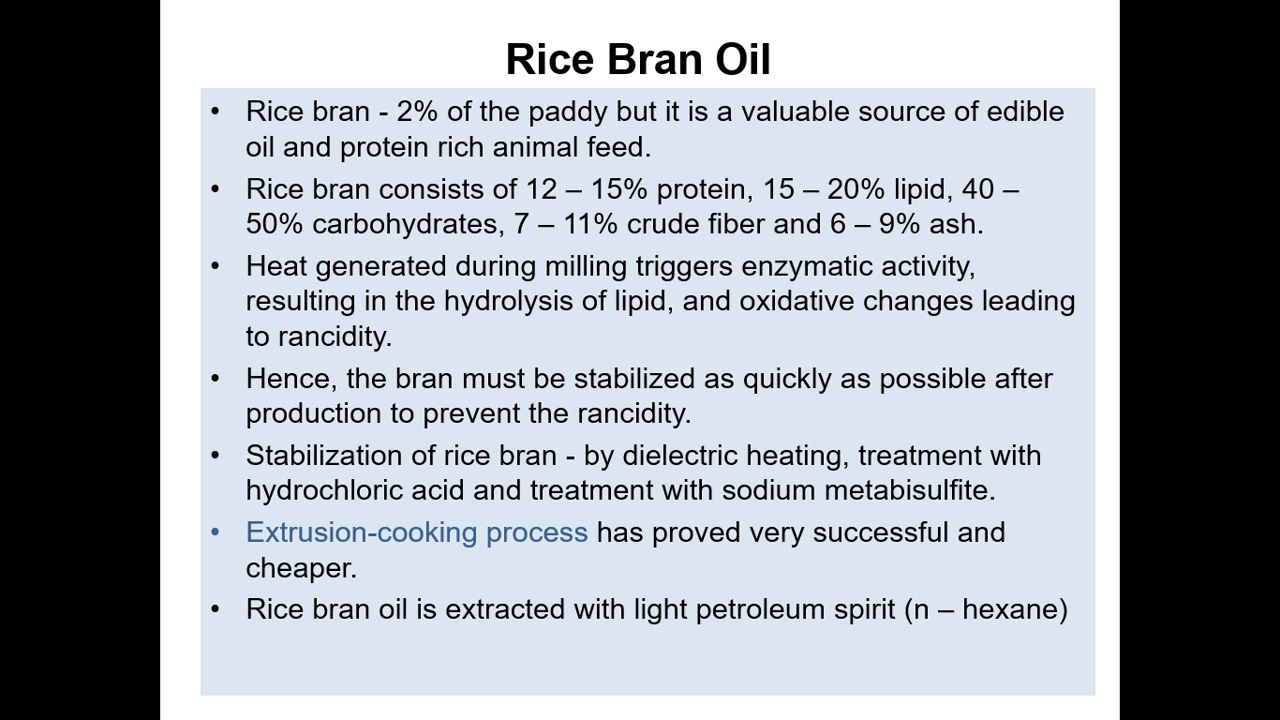 Rice Bran Oil
• Rice bran - 2% of the paddy but it is a valuable source of edible
oil and protein rich animal feed.
• Rice bran consists of 12 – 15% protein, 15 – 20% lipid, 40 –
50% carbohydrates, 7 – 11% crude fiber and 6 – 9% ash.
• Heat generated during milling triggers enzymatic activity,
resulting in the hydrolysis of lipid, and oxidative changes leading
to rancidity.
• Hence, the bran must be stabilized as quickly as possible after
production to prevent the rancidity.
• Stabilization of rice bran - by dielectric heating, treatment with
hydrochloric acid and treatment with sodium metabisulfite.
• Extrusion-cooking process has proved very successful and
cheaper.
• Rice bran oil is extracted with light petroleum spirit (n – hexane)